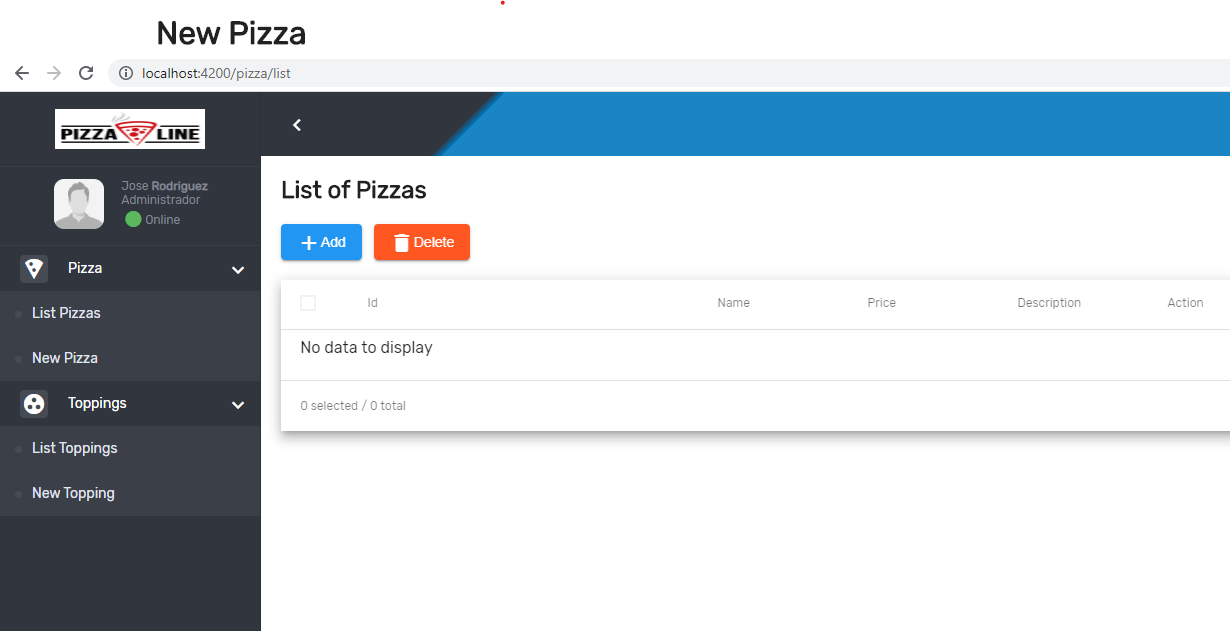 New Pizza
localhost:4200/pizza/list
PIZZA LINE
Jose Rodriguez
Administrador
Online
Pizza
List Pizzas
New Pizza
Toppings
List Toppings
New Topping
List of Pizzas
Add Delete
Id Name Price Description Action
No data to display
0 selected / 0 total